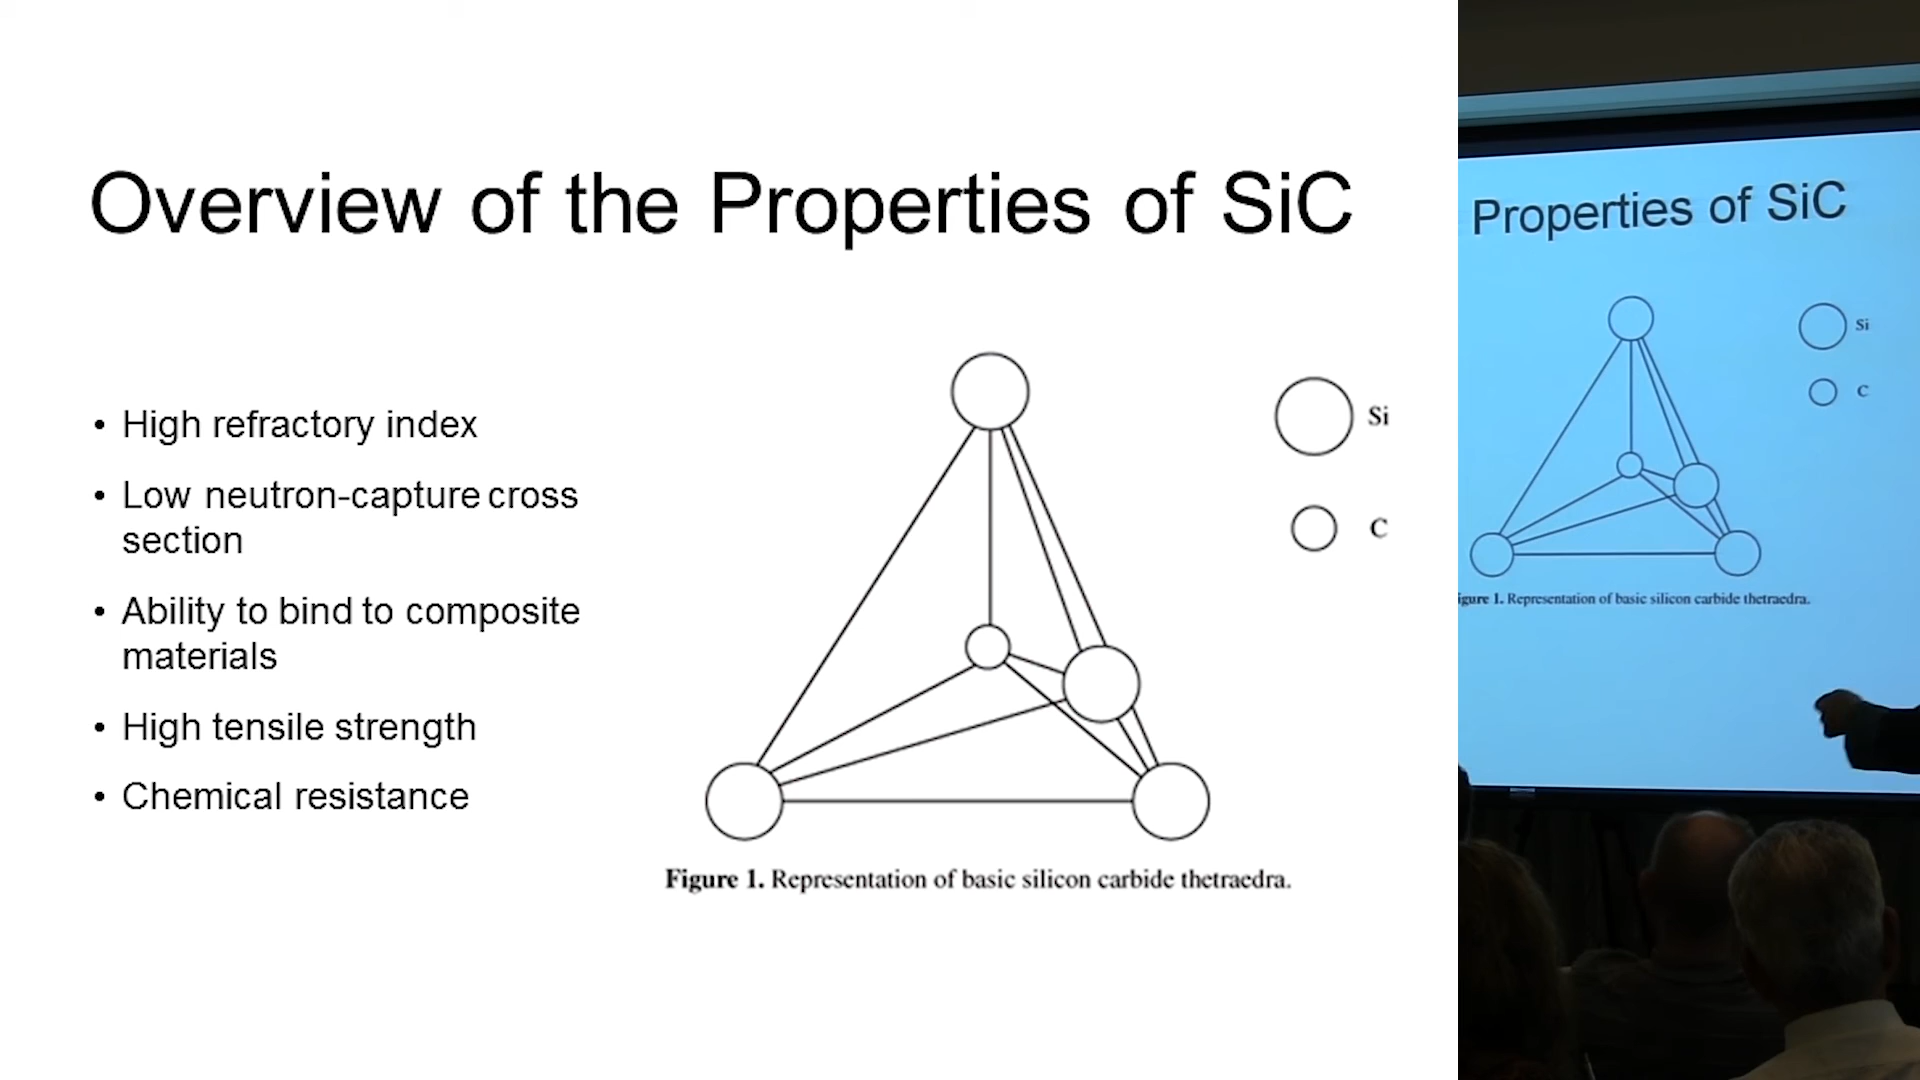 Overview of the Properties of SiC
• High refractory index
• Low neutron-capture cross
section
• Ability to bind to composite
materials
• High tensile strength
• Chemical resistance
Si
C
Figure 1. Representation of basic silicon carbide thetraedra.
Properties of SiC
Si
C
igure 1. Representation of basic silicon carbide thetraedra.